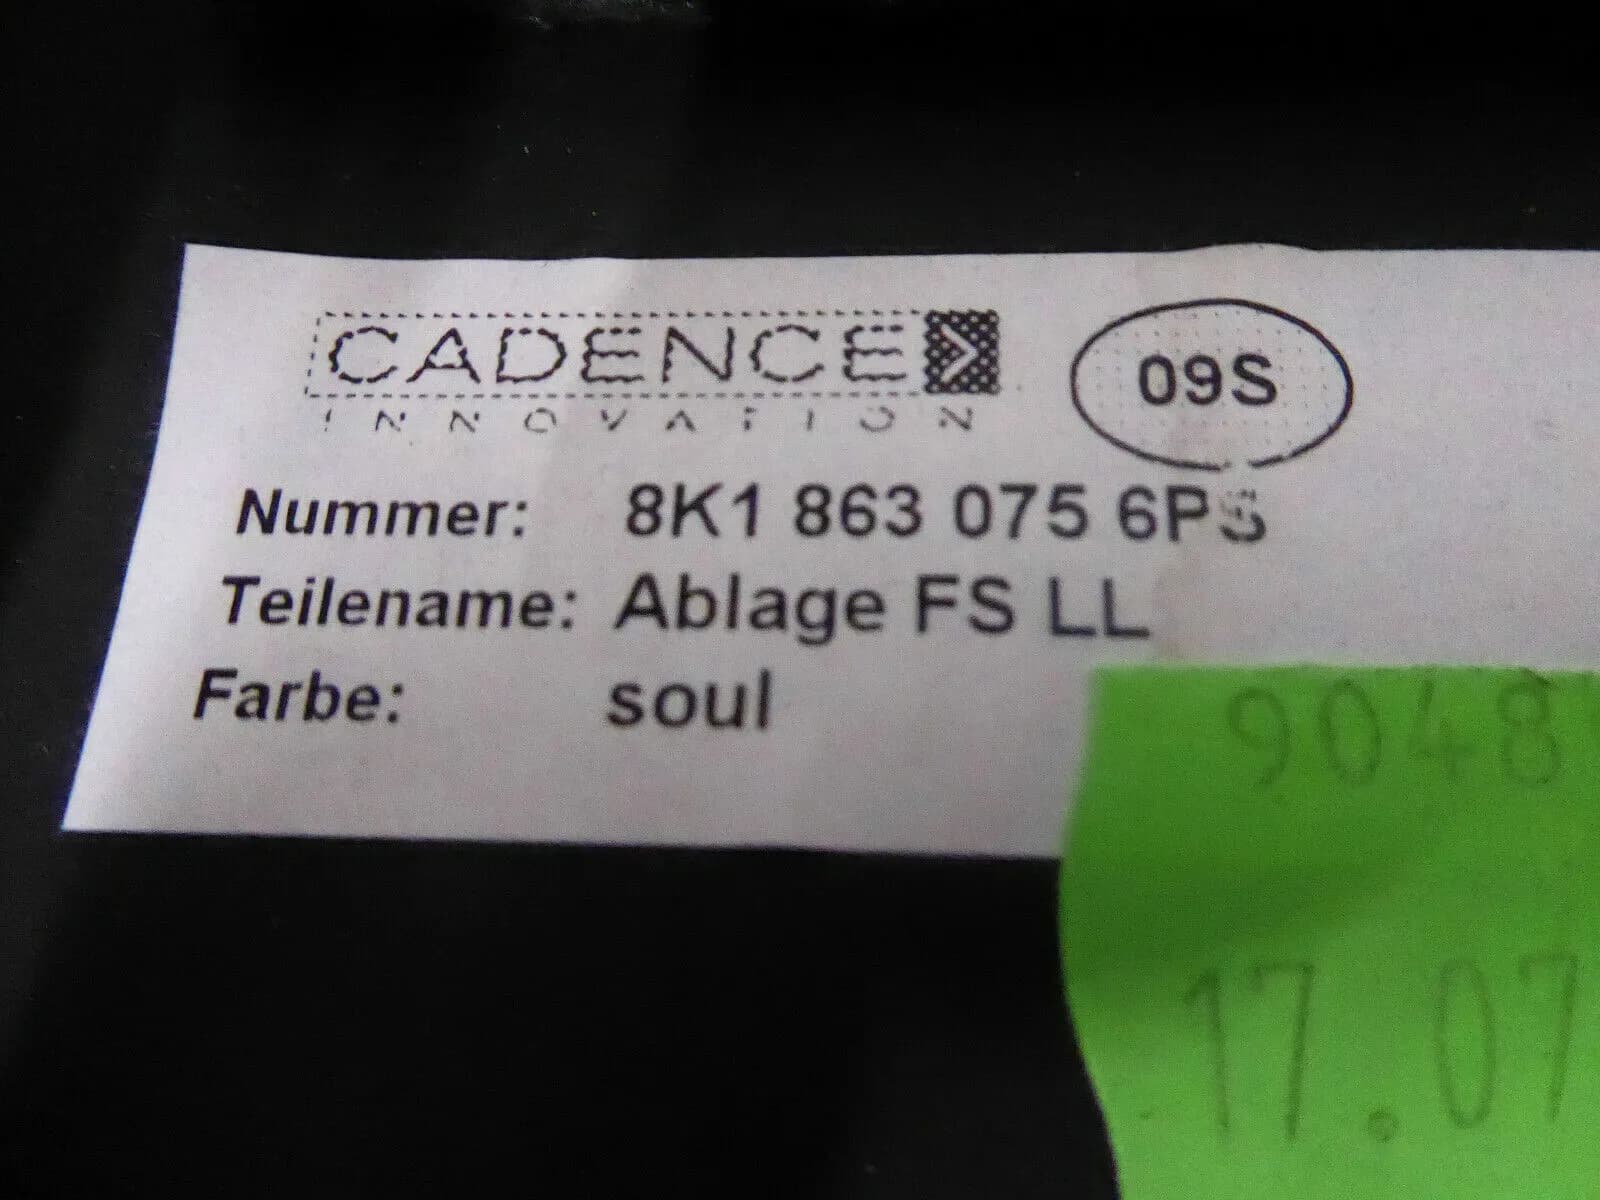 CADENCE
INNOVATION
09S
Nummer: 8K1 863 075 6PS
Teilename: Ablage FS LL
Farbe: soul
9048
17.07